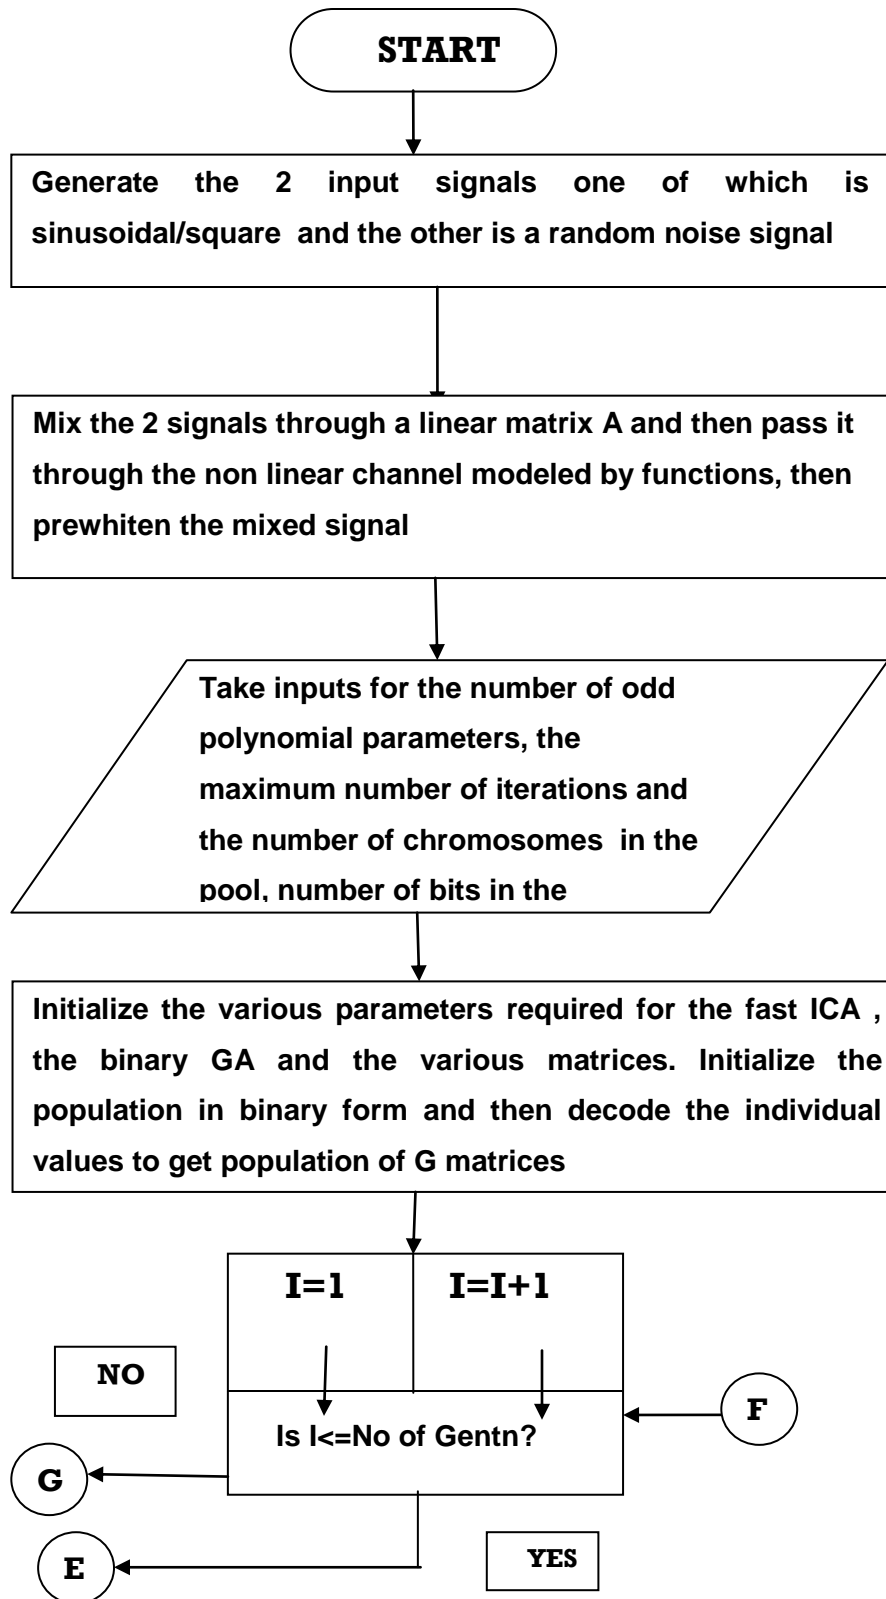 START
Generate the 2 input signals one of which is
sinusoidal/square and the other is a random noise signal
Mix the 2 signals through a linear matrix A and then pass it
through the non linear channel modeled by functions, then
prewhiten the mixed signal
Take inputs for the number of odd
polynomial parameters, the
maximum number of iterations and
the number of chromosomes in the
pool, number of bits in the
Initialize the various parameters required for the fast ICA ,
the binary GA and the various matrices. Initialize the
population in binary form and then decode the individual
values to get population of G matrices
I=1
I=I+1
NO
Is I<=No of Gentn?
F
G
E
YES